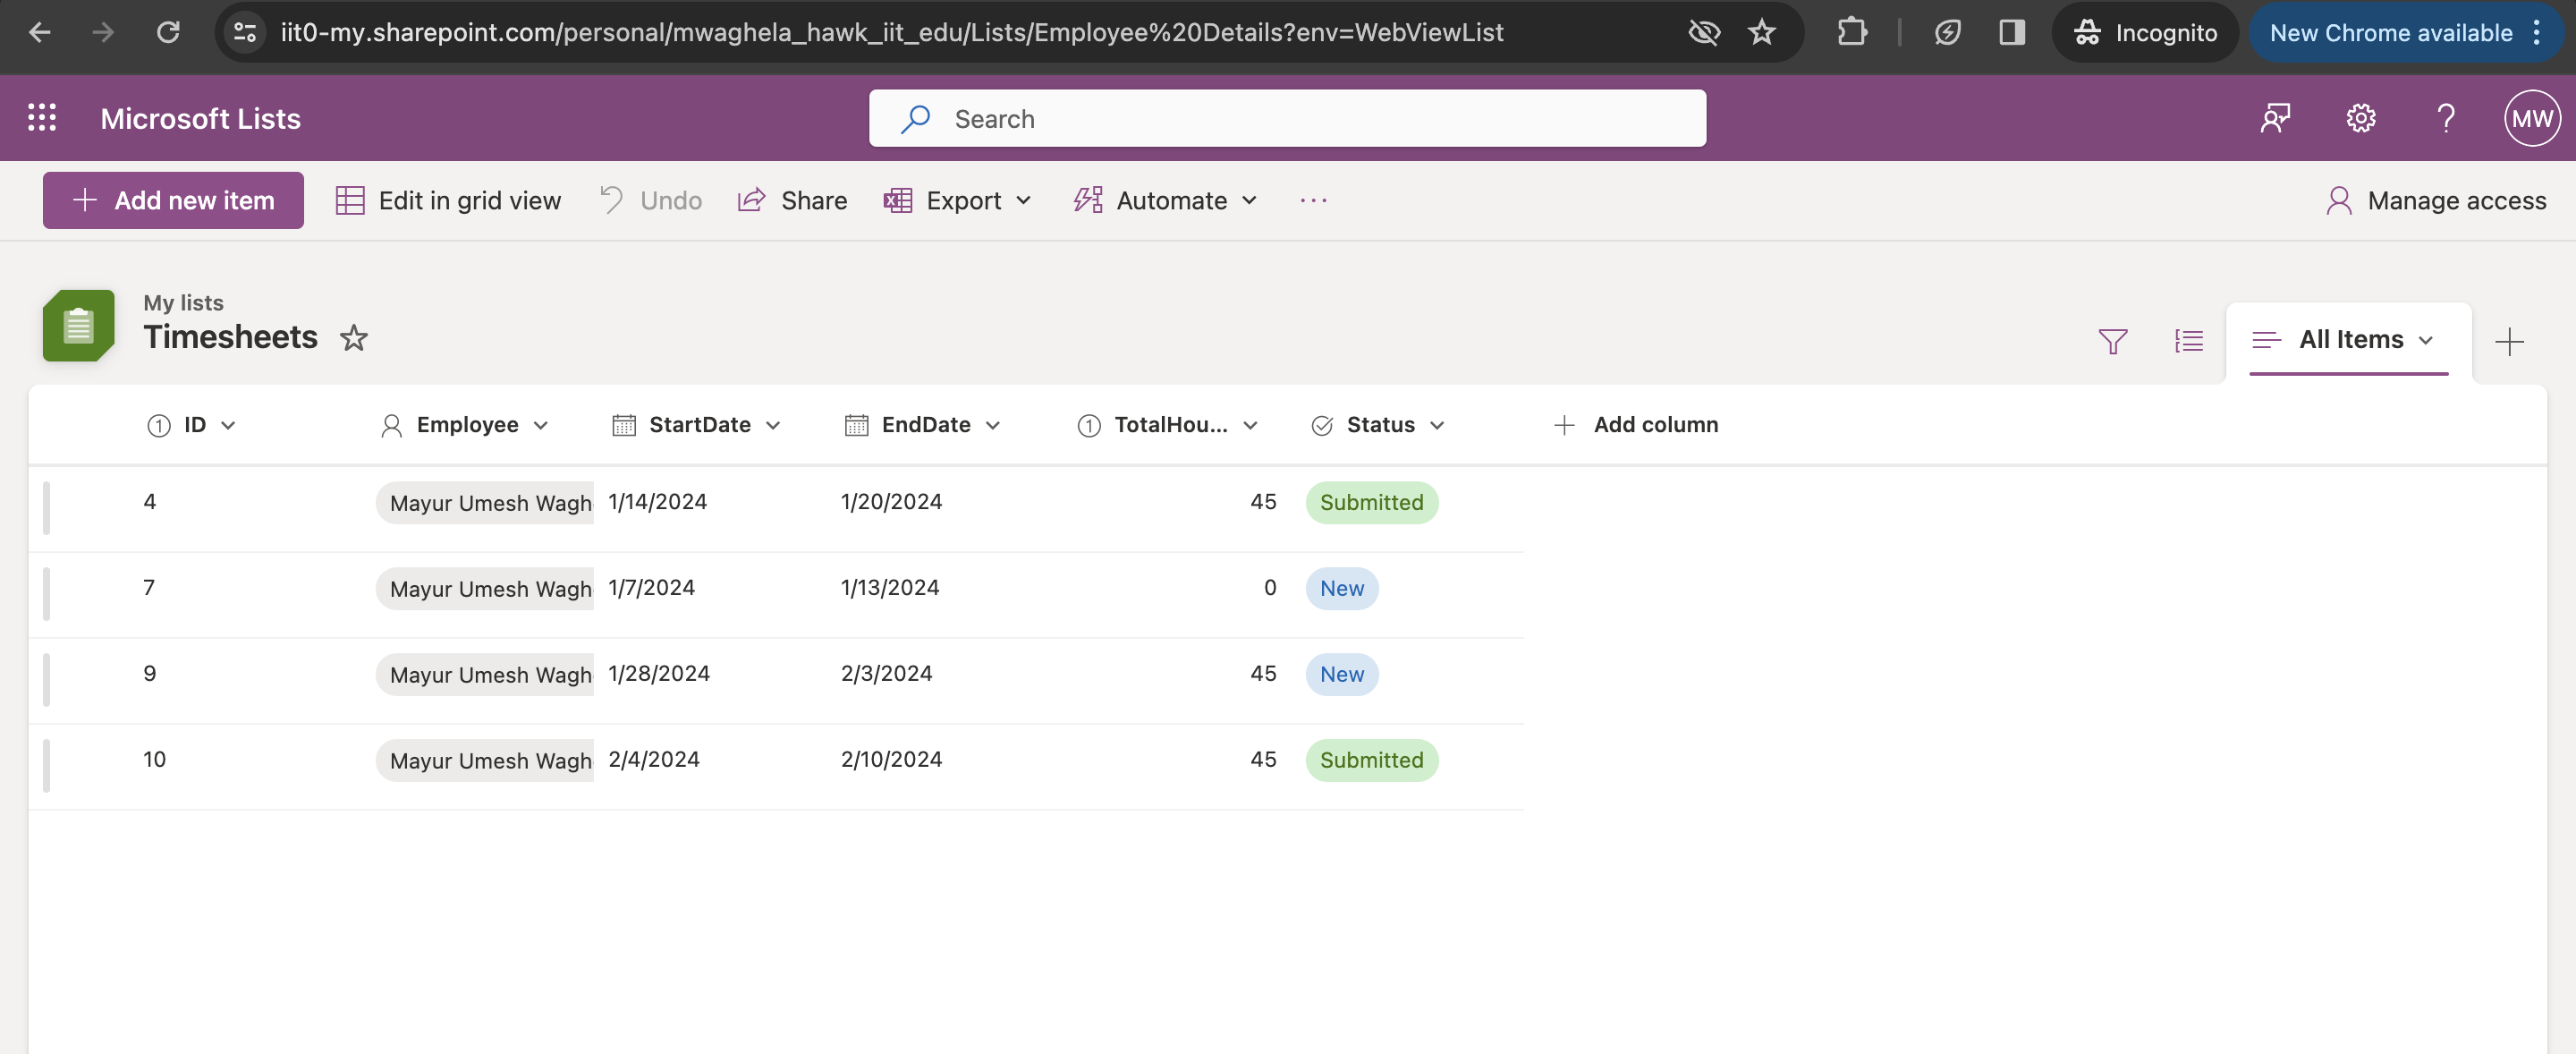 iit0-my.sharepoint.com/personal/mwaghela_hawk_iit_edu/Lists/Employee%20Details?env=WebViewList Incognito New Chrome available
Microsoft Lists Search MW
Add new item Edit in grid view Undo Share Export Automate ... Manage access
My lists
Timesheets All Items
ID Employee StartDate EndDate TotalHou... Status Add column
4 Mayur Umesh Wagh 1/14/2024 1/20/2024 45 Submitted
7 Mayur Umesh Wagh 1/7/2024 1/13/2024 0 New
9 Mayur Umesh Wagh 1/28/2024 2/3/2024 45 New
10 Mayur Umesh Wagh 2/4/2024 2/10/2024 45 Submitted